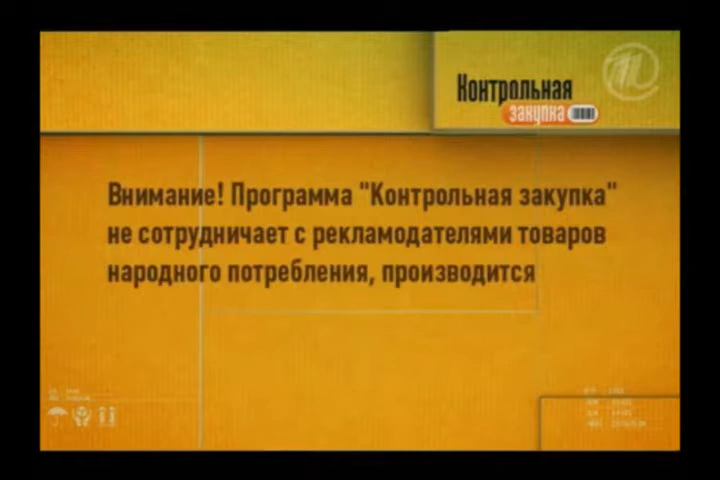 Контрольная
закупка
Внимание! Программа "Контрольная закупка"
не сотрудничает с рекламодателями товаров
народного потребления, производится